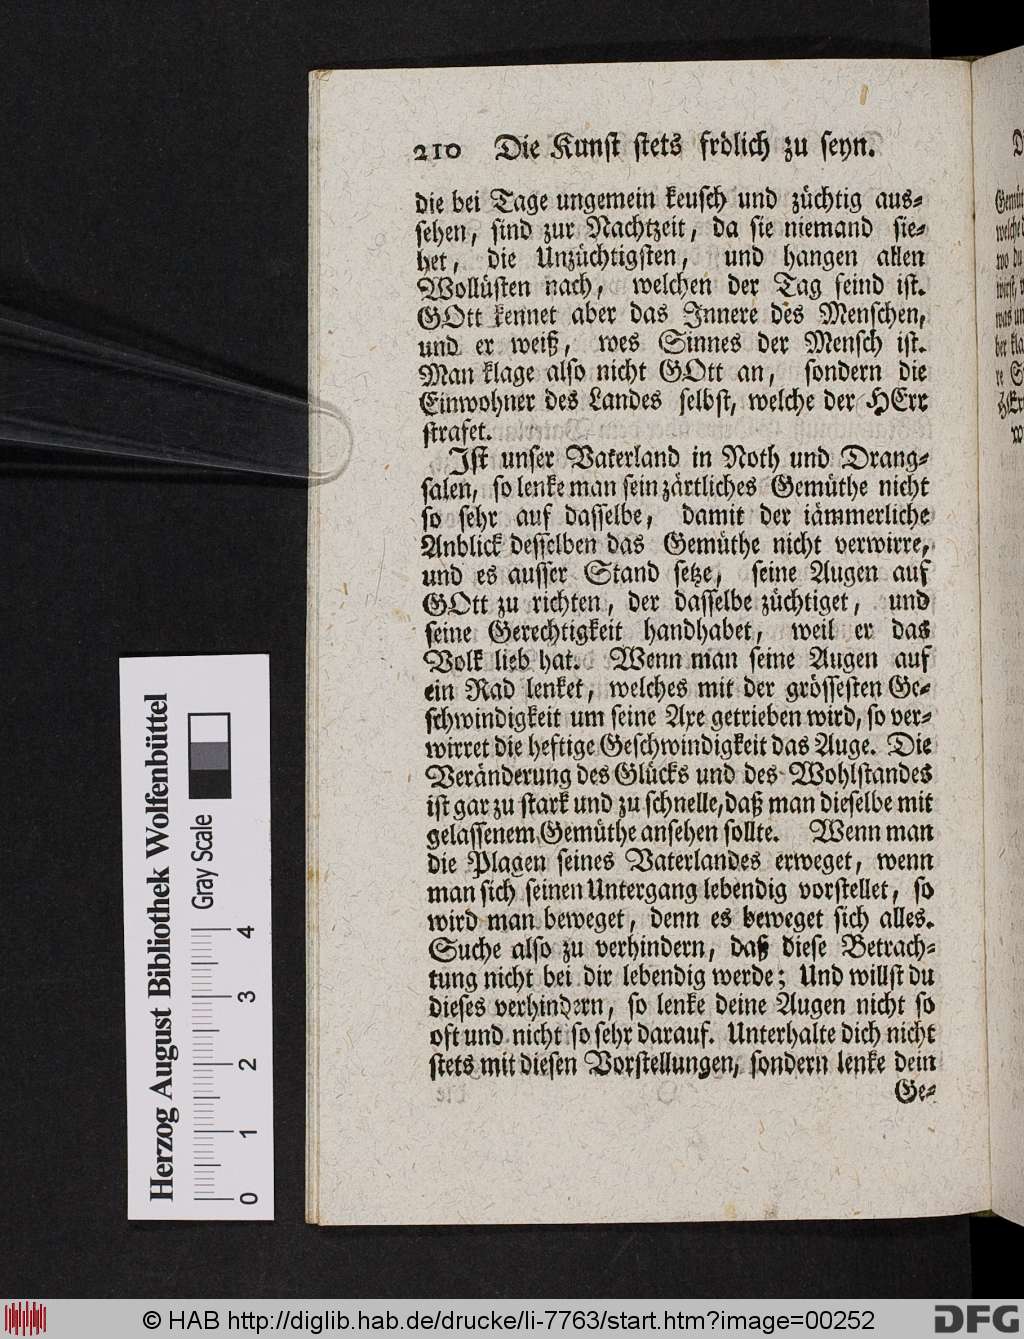 210 Die Kunst stets frölich zu seyn.
die bei Tage ungemein keusch und züchtig aus-
sehen, sind zur Nachtzeit, da sie niemand sie-
het, die Unzüchtigsten, und hangen allen
Wollüsten nach, welchen der Tag feind ist.
GOtt kennet aber das Innere des Menschen,
und er weiß, wes Sinnes der Mensch ist.
Man klage also nicht GOtt an, sondern die
Einwohner des Landes selbst, welche der HErr
strafet.
Ist unser Vaterland in Noth und Drang-
salen, so lenke man sein zärtliches Gemüthe nicht
so sehr auf dasselbe, damit der iämmerliche
Anblick desselben das Gemüthe nicht verwirre,
und es ausser Stand setze, seine Augen auf
GOtt zu richten, der dasselbe züchtiget, und
seine Gerechtigkeit handhabet, weil er das
Volk lieb hat. Wenn man seine Augen auf
ein Rad lenket, welches mit der grössesten Ge-
schwindigkeit um seine Axe getrieben wird, so ver-
wirret die heftige Geschwindigkeit das Auge. Die
Veränderung des Glücks und des Wohlstandes
ist gar zu stark und zu schnelle, daß man dieselbe mit
gelassenem Gemüthe ansehen sollte. Wenn man
die Plagen seines Vaterlandes erweget, wenn
man sich seinen Untergang lebendig vorstellet, so
wird man beweget, denn es beweget sich alles.
Suche also zu verhindern, daß diese Betrach-
tung nicht bei dir lebendig werde; Und willst du
dieses verhindern, so lenke deine Augen nicht so
oft und nicht so sehr darauf. Unterhalte dich nicht
stets mit diesen Vorstellungen, sondern lenke dein
Ge-
Herzog August Bibliothek Wolfenbüttel
Gray Scale
0 1 2 3 4
© HAB http://diglib.hab.de/drucke/li-7763/start.htm?image=00252
DFG